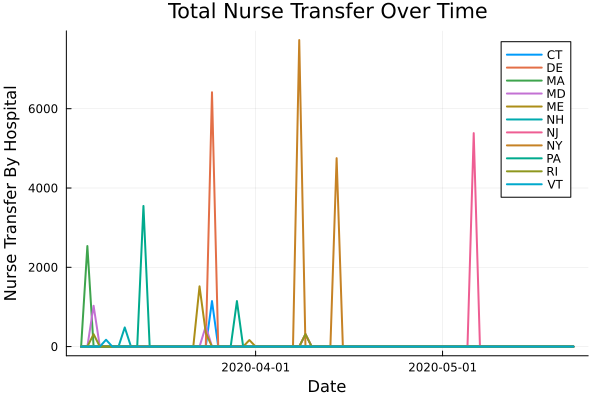 Total Nurse Transfer Over Time
Nurse Transfer By Hospital
6000
4000
2000
0
2020-04-01
2020-05-01
Date
CT
DE
MA
MD
ME
NH
NJ
NY
PA
RI
VT